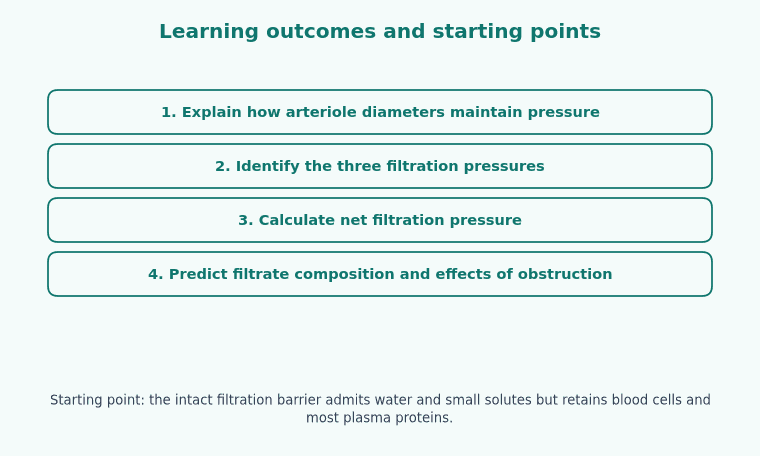 Learning outcomes and starting points
1. Explain how arteriole diameters maintain pressure
2. Identify the three filtration pressures
3. Calculate net filtration pressure
4. Predict filtrate composition and effects of obstruction
Starting point: the intact filtration barrier admits water and small solutes but retains blood cells and
most plasma proteins.